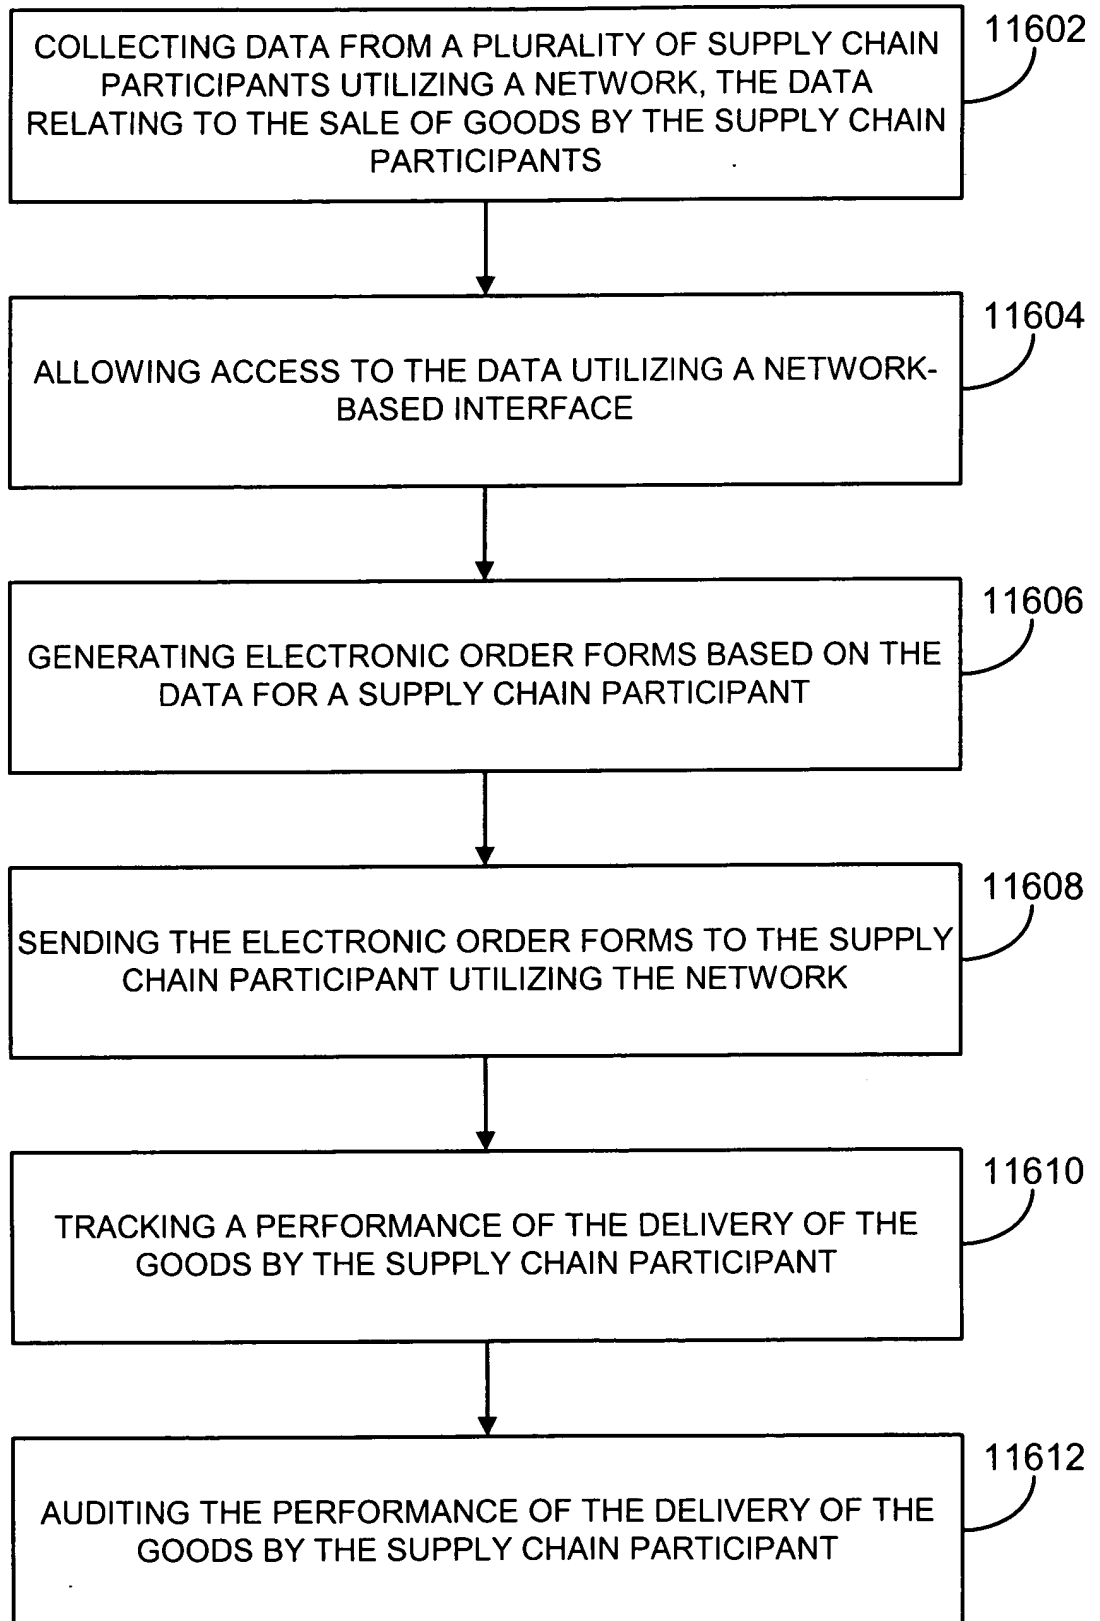 11602
COLLECTING DATA FROM A PLURALITY OF SUPPLY CHAIN
PARTICIPANTS UTILIZING A NETWORK, THE DATA
RELATING TO THE SALE OF GOODS BY THE SUPPLY CHAIN
PARTICIPANTS
11604
ALLOWING ACCESS TO THE DATA UTILIZING A NETWORK-
BASED INTERFACE
11606
GENERATING ELECTRONIC ORDER FORMS BASED ON THE
DATA FOR A SUPPLY CHAIN PARTICIPANT
11608
SENDING THE ELECTRONIC ORDER FORMS TO THE SUPPLY
CHAIN PARTICIPANT UTILIZING THE NETWORK
11610
TRACKING A PERFORMANCE OF THE DELIVERY OF THE
GOODS BY THE SUPPLY CHAIN PARTICIPANT
11612
AUDITING THE PERFORMANCE OF THE DELIVERY OF THE
GOODS BY THE SUPPLY CHAIN PARTICIPANT